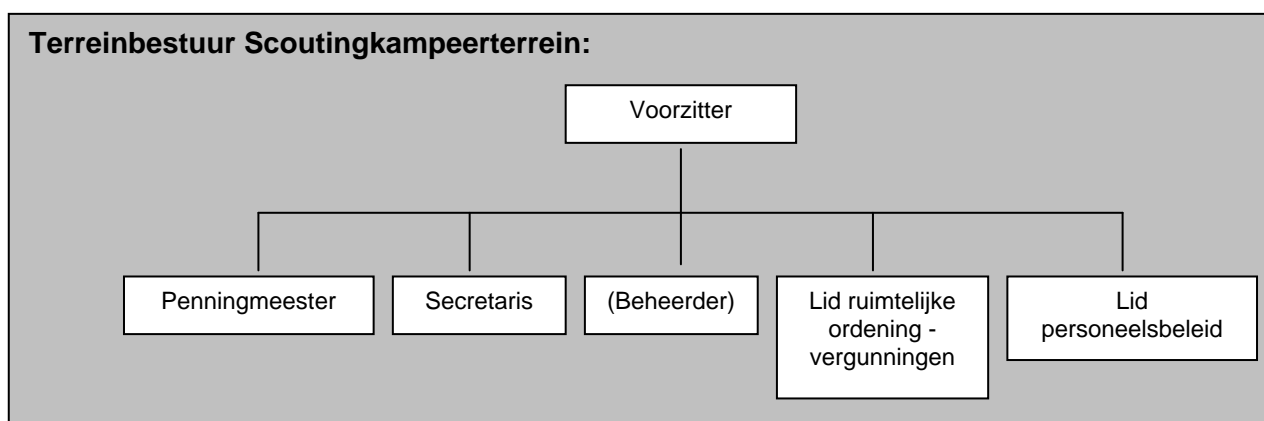 Terreinbestuur Scoutingkampeerterrein:
Voorzitter
Penningmeester
Secretaris
(Beheerder)
Lid ruimtelijke
ordening -
vergunningen
Lid
personeelsbeleid